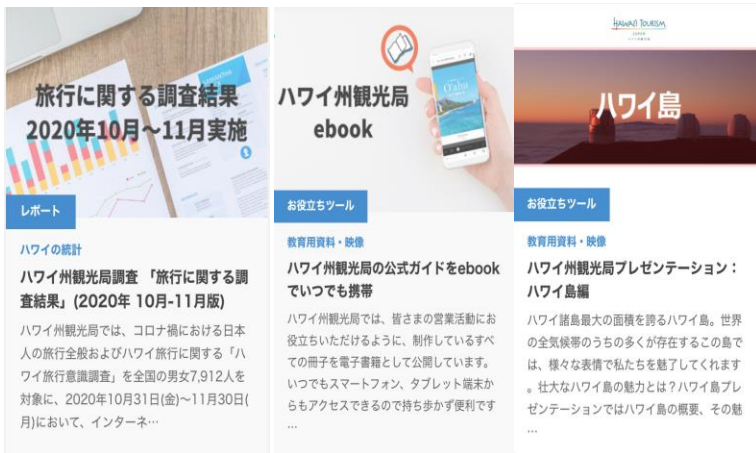 旅行に関する調査結果
2020年10月〜11月実施
レポート
ハワイの統計
ハワイ州観光局調査 「旅行に関する調
査結果」(2020年 10月-11月版)
ハワイ州観光局では、コロナ禍における日本
人の旅行全般およびハワイ旅行に関する「ハ
ワイ旅行意識調査」を全国の男女7,912人を
対象に、2020年10月31日(金)〜11月30日(
月)において、インターネ…
ハワイ州観光局
ebook
O'ahu
お役立ちツール
教育用資料・映像
ハワイ州観光局の公式ガイドをebook
でいつでも携帯
ハワイ州観光局では、皆さまの営業活動にお
役立ちいただけるように、制作しているすべ
ての冊子を電子書籍として公開しています。
いつでもスマートフォン、タブレット端末か
らもアクセスできるので持ち歩かず便利です
…
HAWAI'I TOURISM
JAPAN
ハワイ島
お役立ちツール
教育用資料・映像
ハワイ州観光局プレゼンテーション：
ハワイ島編
ハワイ諸島最大の面積を誇るハワイ島。世界
の全気候帯のうちの多くが存在するこの島で
は、様々な表情で私たちを魅了してくれます
。壮大なハワイ島の魅力とは？ハワイ島プレ
ゼンテーションではハワイ島の概要、その魅
…